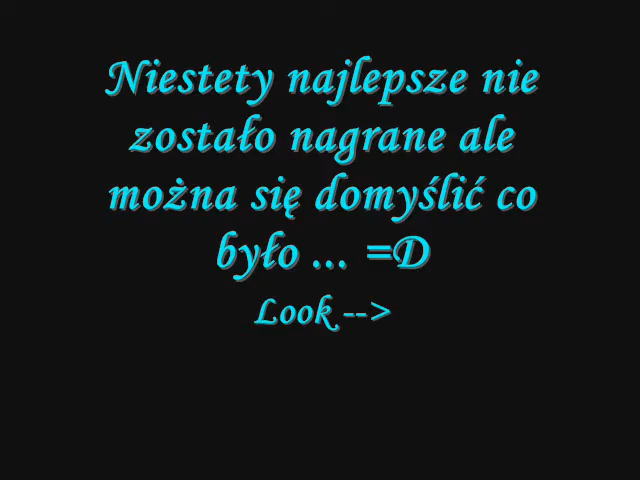 Niestety najlepsze nie
zostało nagrane ale
można się domyślić co
było ... =D
Look -->